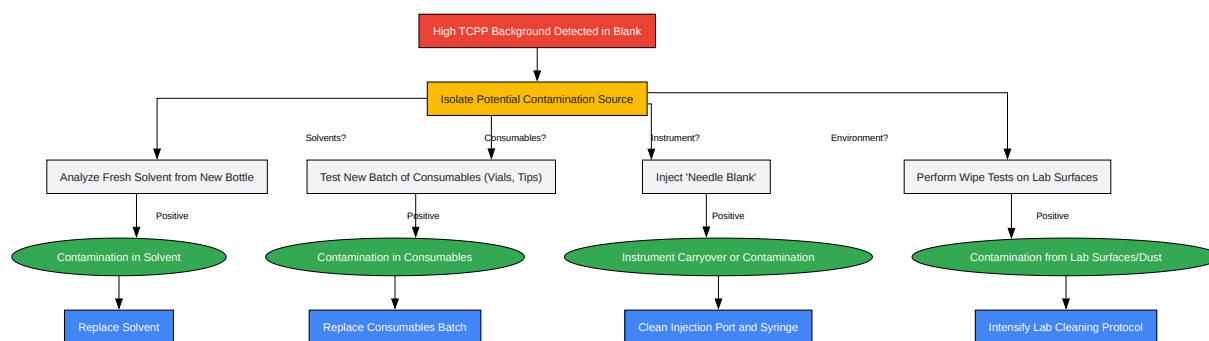 High TCPP Background Detected in Blank
Isolate Potential Contamination Source
Solvents?
Consumables?
Instrument?
Environment?
Analyze Fresh Solvent from New Bottle
Test New Batch of Consumables (Vials, Tips)
Inject 'Needle Blank'
Perform Wipe Tests on Lab Surfaces
Positive
Positive
Positive
Positive
Contamination in Solvent
Contamination in Consumables
Instrument Carryover or Contamination
Contamination from Lab Surfaces/Dust
Replace Solvent
Replace Consumables Batch
Clean Injection Port and Syringe
Intensify Lab Cleaning Protocol